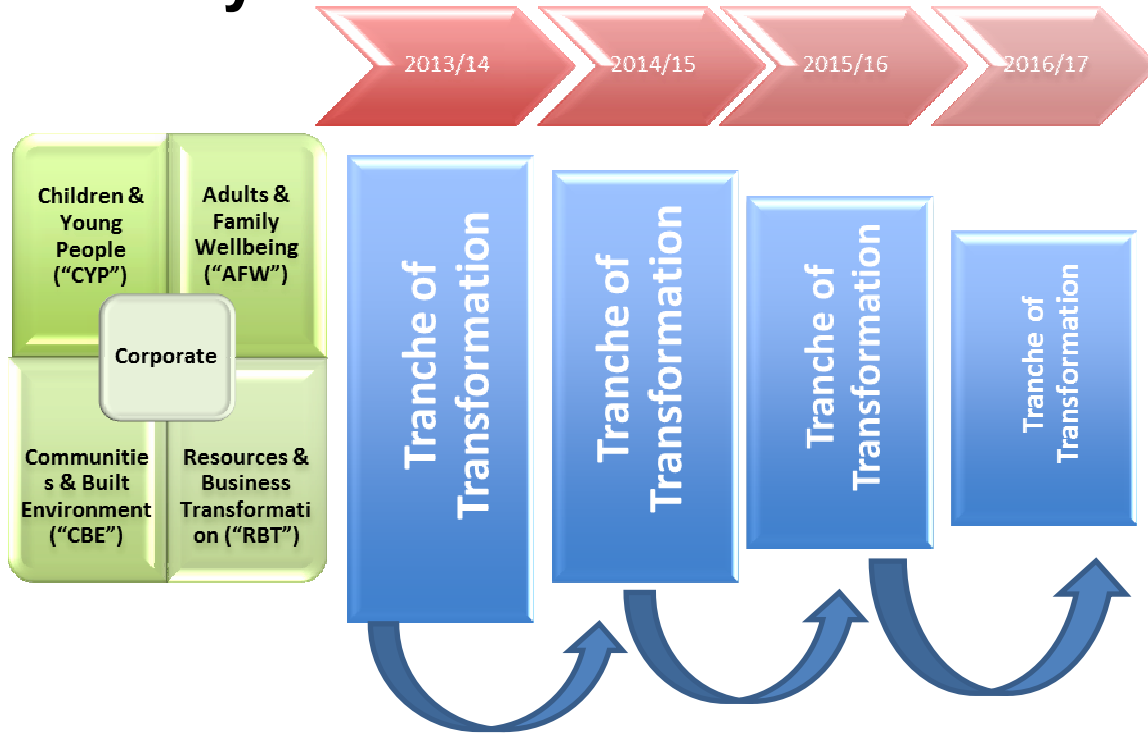 y
2013/14
2014/15
2015/16
2016/17
Children &
Young
People
(“CYP”)
Adults &
Family
Wellbeing
(“AFW”)
Corporate
Communitie
s & Built
Environment
(“CBE”)
Resources &
Business
Transformati
on (“RBT”)
Tranche of
Transformation
Tranche of
Transformation
Tranche of
Transformation
Tranche of
Transformation